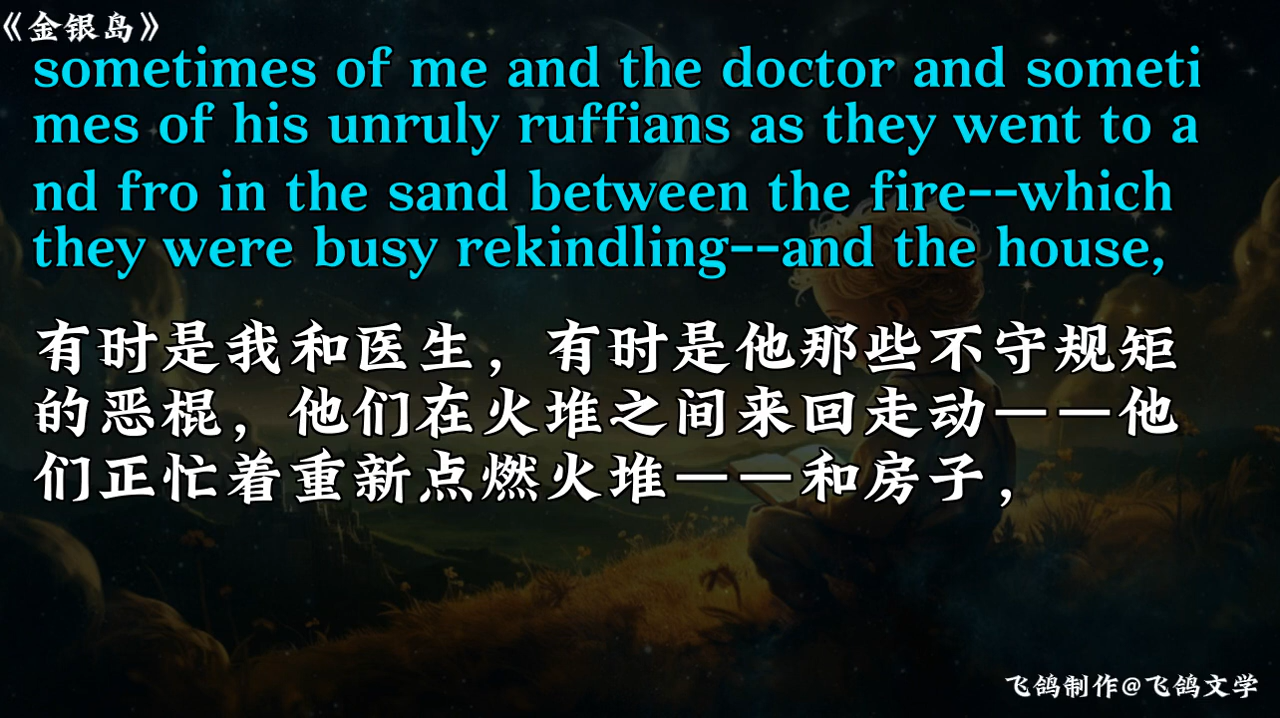 《金银岛》
sometimes of me and the doctor and someti
mes of his unruly ruffians as they went to a
nd fro in the sand between the fire--which
they were busy rekindling--and the house,
有时是我和医生，有时是他那些不守规矩
的恶棍，他们在火堆之间来回走动——他
们正忙着重新点燃火堆——和房子，
飞鸽制作@飞鸽文学